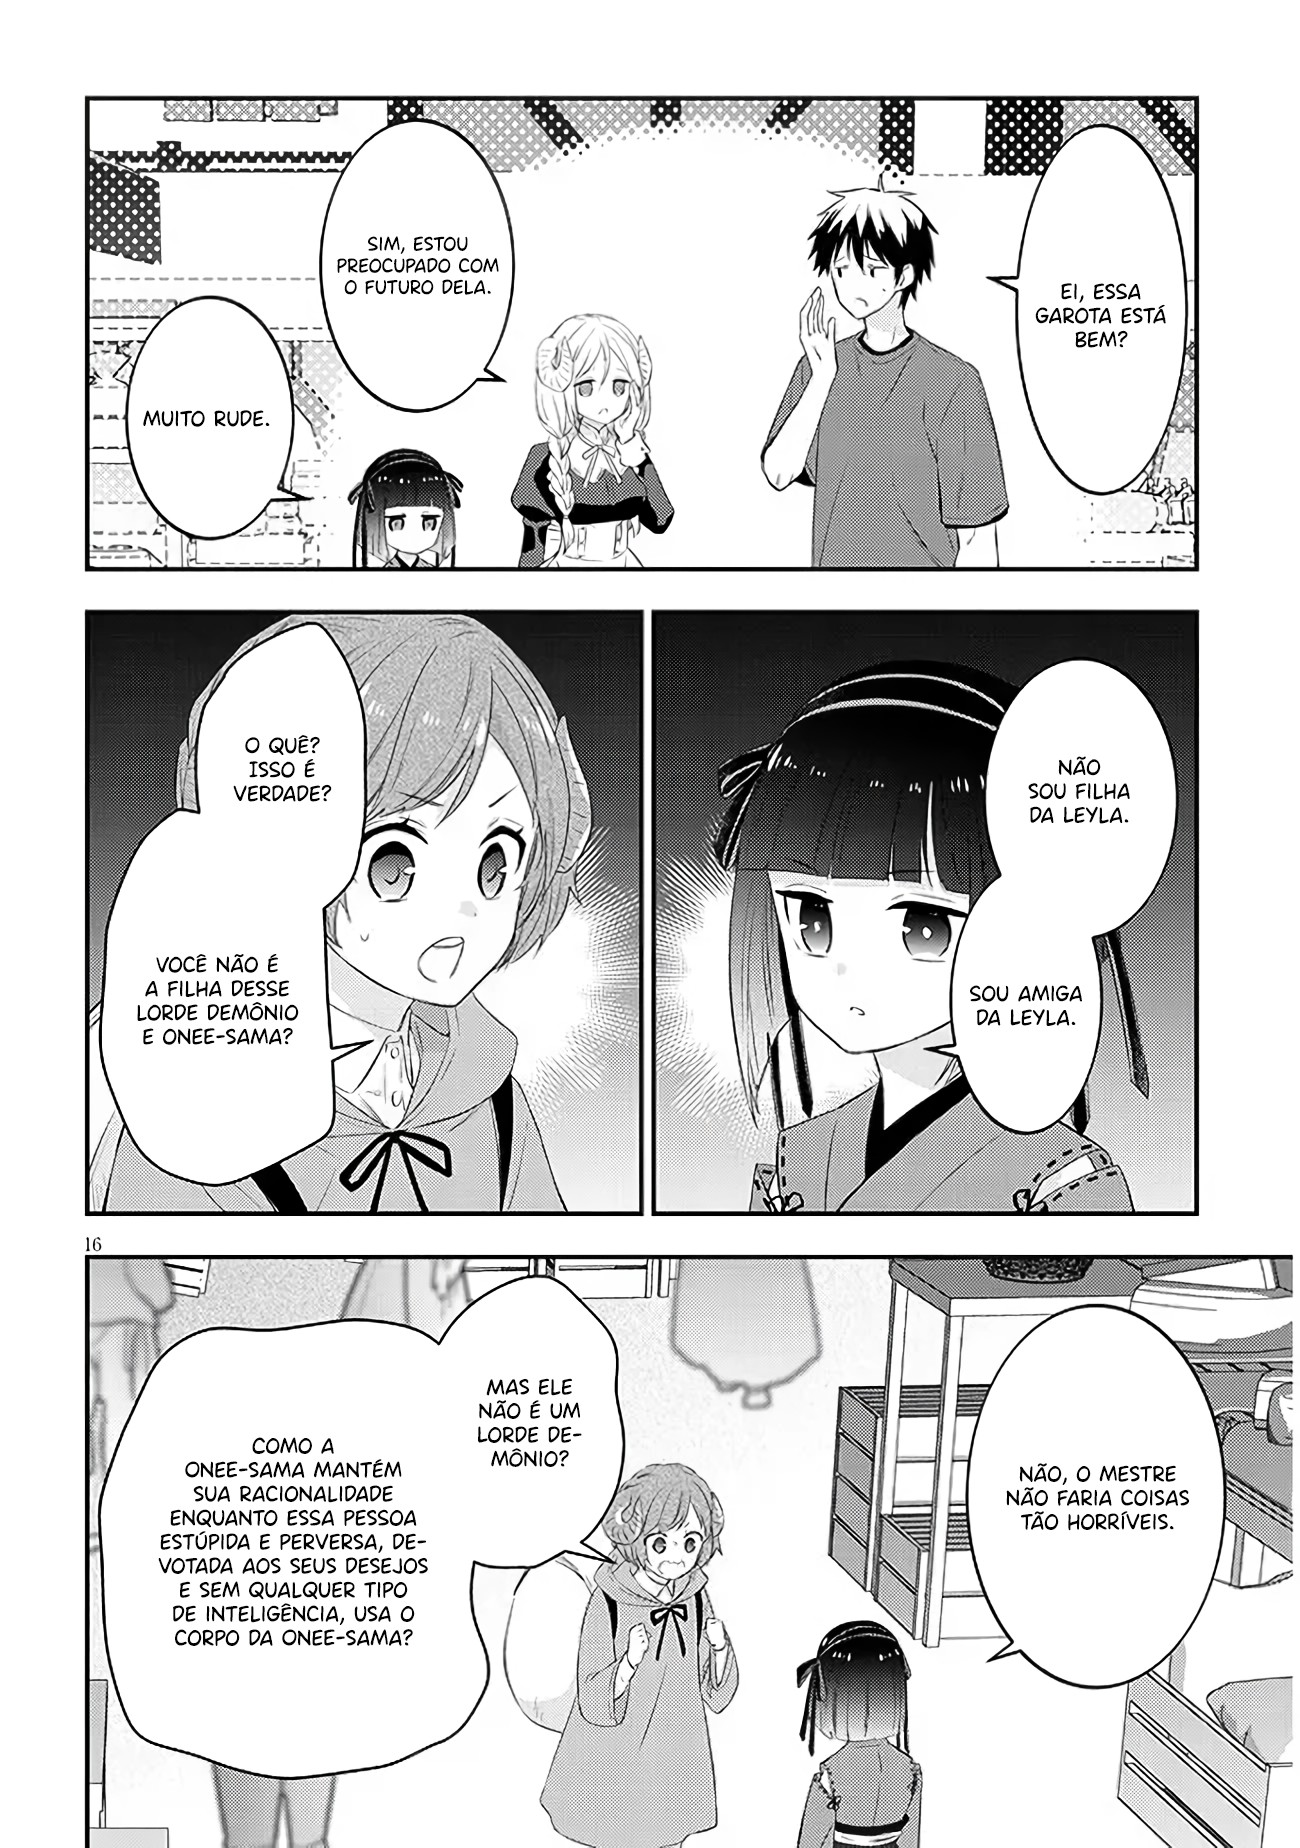 EI, ESSA
GAROTA ESTÁ
BEM?
SIM, ESTOU
PREOCUPADO COM
O FUTURO DELA.
MUITO RUDE.
NÃO
SOU FILHA
DA LEYLA.
SOU AMIGA
DA LEYLA.
O QUÊ?
ISSO É
VERDADE?
VOCÊ NÃO É
A FILHA DESSE
LORDE DEMÔNIO
E ONEE-SAMA?
16
NÃO, O MESTRE
NÃO FARIA COISAS
TÃO HORRÍVEIS.
MAS ELE
NÃO É UM
LORDE DE-
MÔNIO?
COMO A
ONEE-SAMA MANTÉM
SUA RACIONALIDADE
ENQUANTO ESSA PESSOA
ESTÚPIDA E PERVERSA, DE-
VOTADA AOS SEUS DESEJOS
E SEM QUALQUER TIPO
DE INTELIGÊNCIA, USA O
CORPO DA ONEE-SAMA?